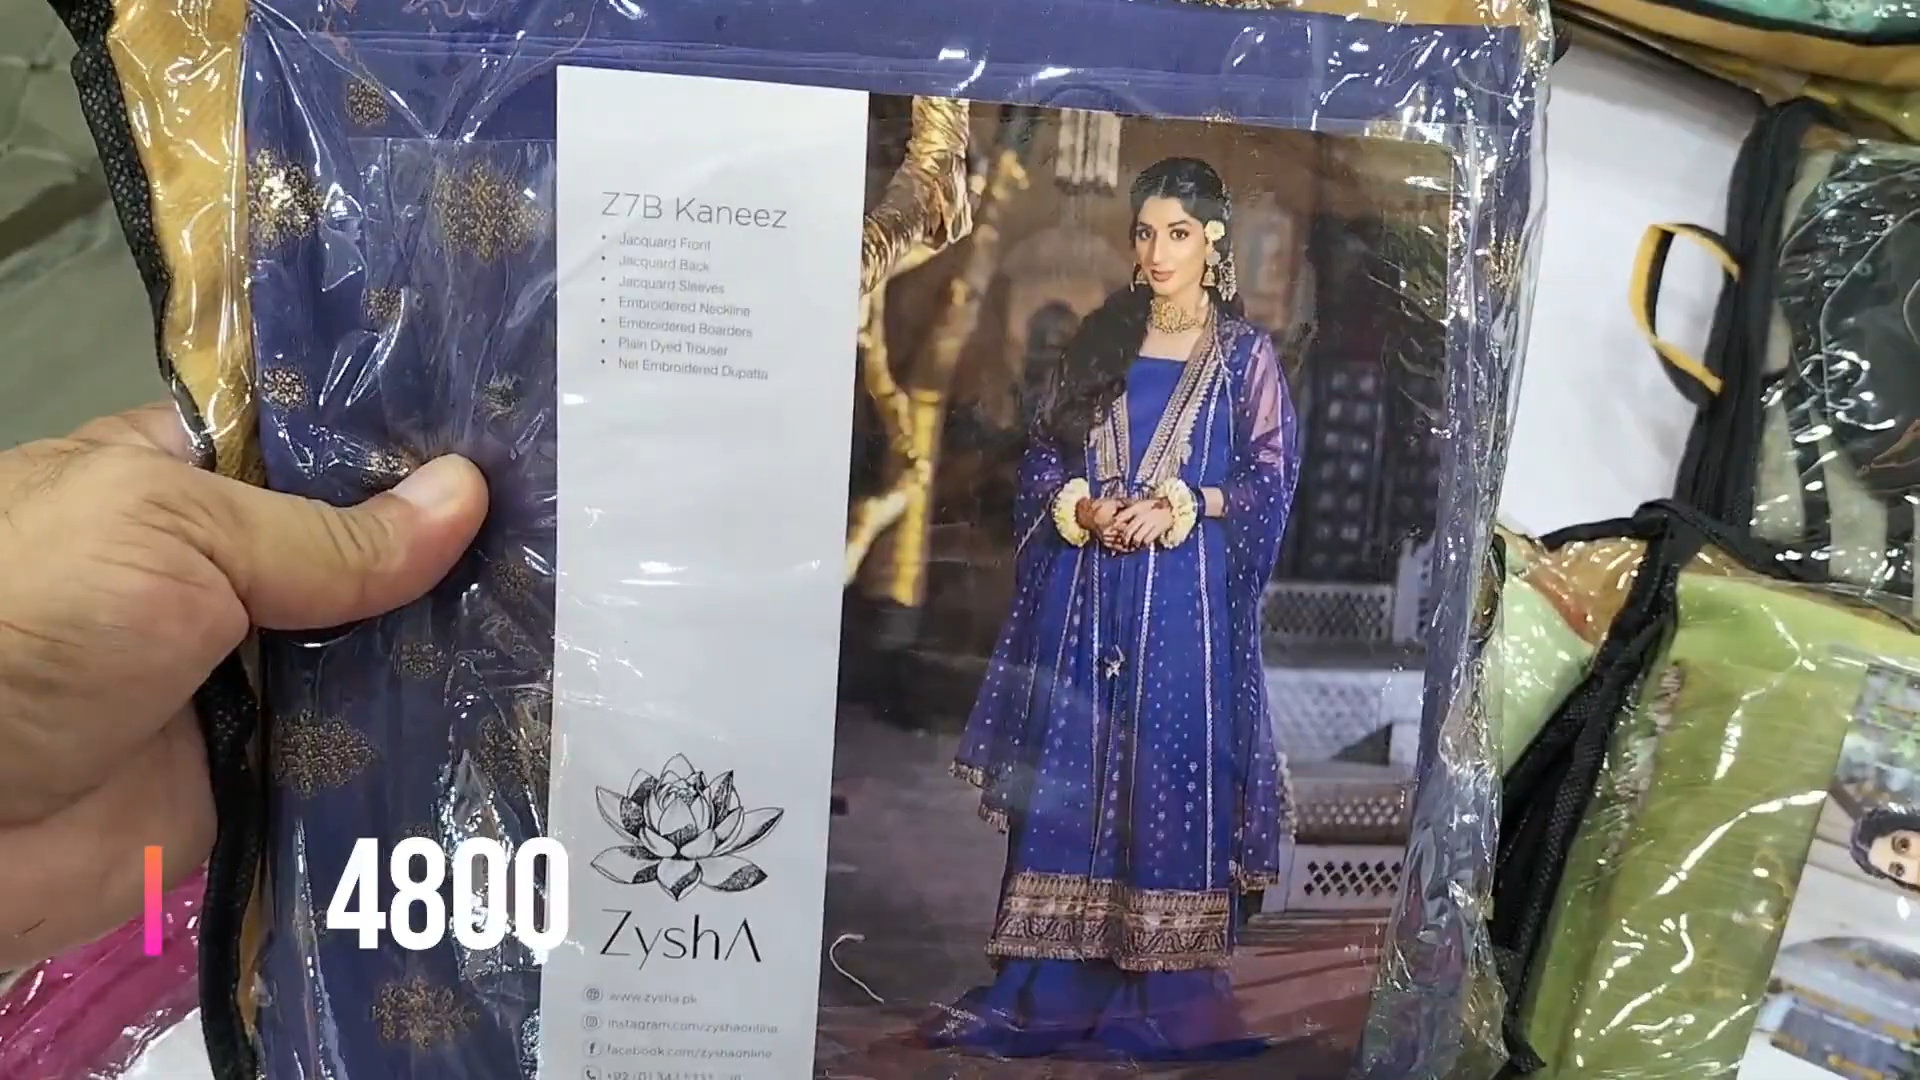 Z7B Kaneez
• Jacquard Front
• Jacquard Back
• Jacquard Sleeves
• Embroidered Neckline
• Embroidered Boarders
• Plain Dyed Trouser
• Net Embroidered Dupatta
4800
ZyshΛ
www.zysha.pk
instagram.com/zyshaonline
facebook.com/zyshaonline